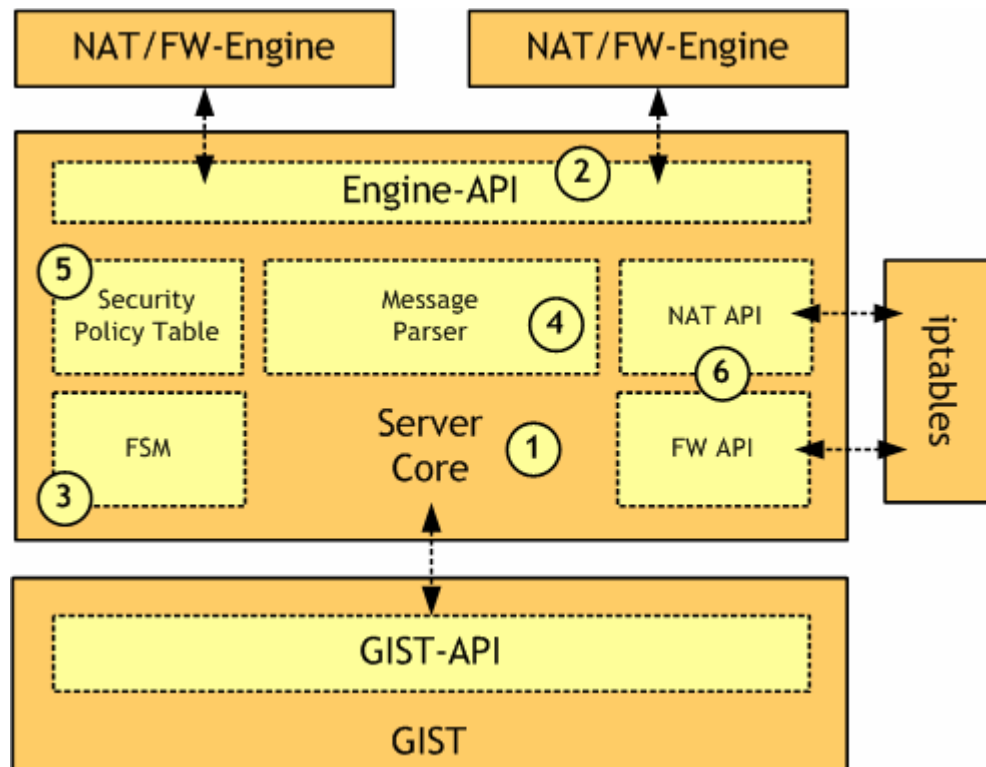 NAT/FW-Engine
NAT/FW-Engine
2
Engine-API
5
Security
Policy Table
Message
Parser
4
NAT API
6
iptables
FSM
3
Server
Core
1
FW API
GIST-API
GIST